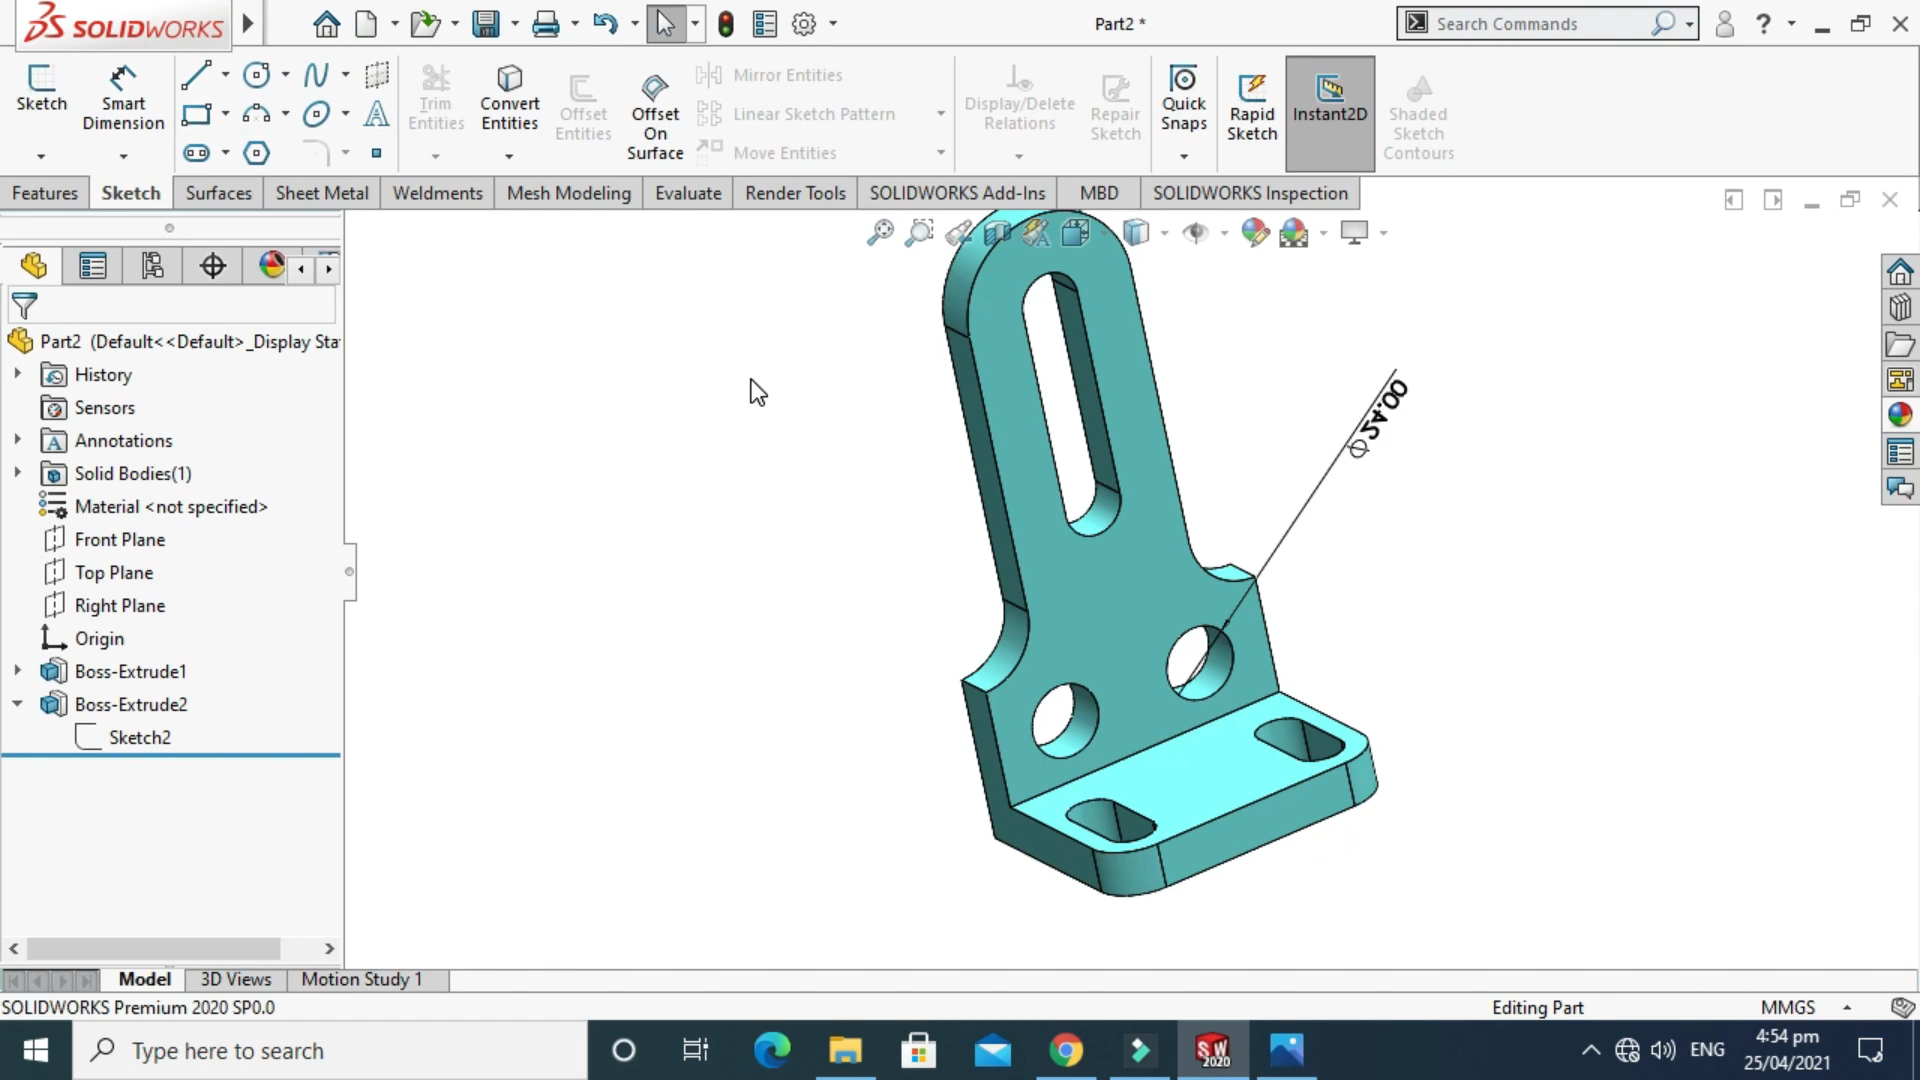 SOLIDWORKS
Part2 *
Search Commands
?
Sketch
Smart Dimension
Trim Entities
Convert Entities
Offset Entities
Offset On Surface
Mirror Entities
Linear Sketch Pattern
Move Entities
Display/Delete Relations
Repair Sketch
Quick Snaps
Rapid Sketch
Instant2D
Shaded Sketch Contours
Features
Sketch
Surfaces
Sheet Metal
Weldments
Mesh Modeling
Evaluate
Render Tools
SOLIDWORKS Add-Ins
MBD
SOLIDWORKS Inspection
Part2 (Default<<Default>_Display Sta
History
Sensors
Annotations
Solid Bodies(1)
Material <not specified>
Front Plane
Top Plane
Right Plane
Origin
Boss-Extrude1
Boss-Extrude2
Sketch2
⌀24.00
Model
3D Views
Motion Study 1
SOLIDWORKS Premium 2020 SP0.0
Editing Part
MMGS
Type here to search
SW
2020
ENG
4:54 pm
25/04/2021